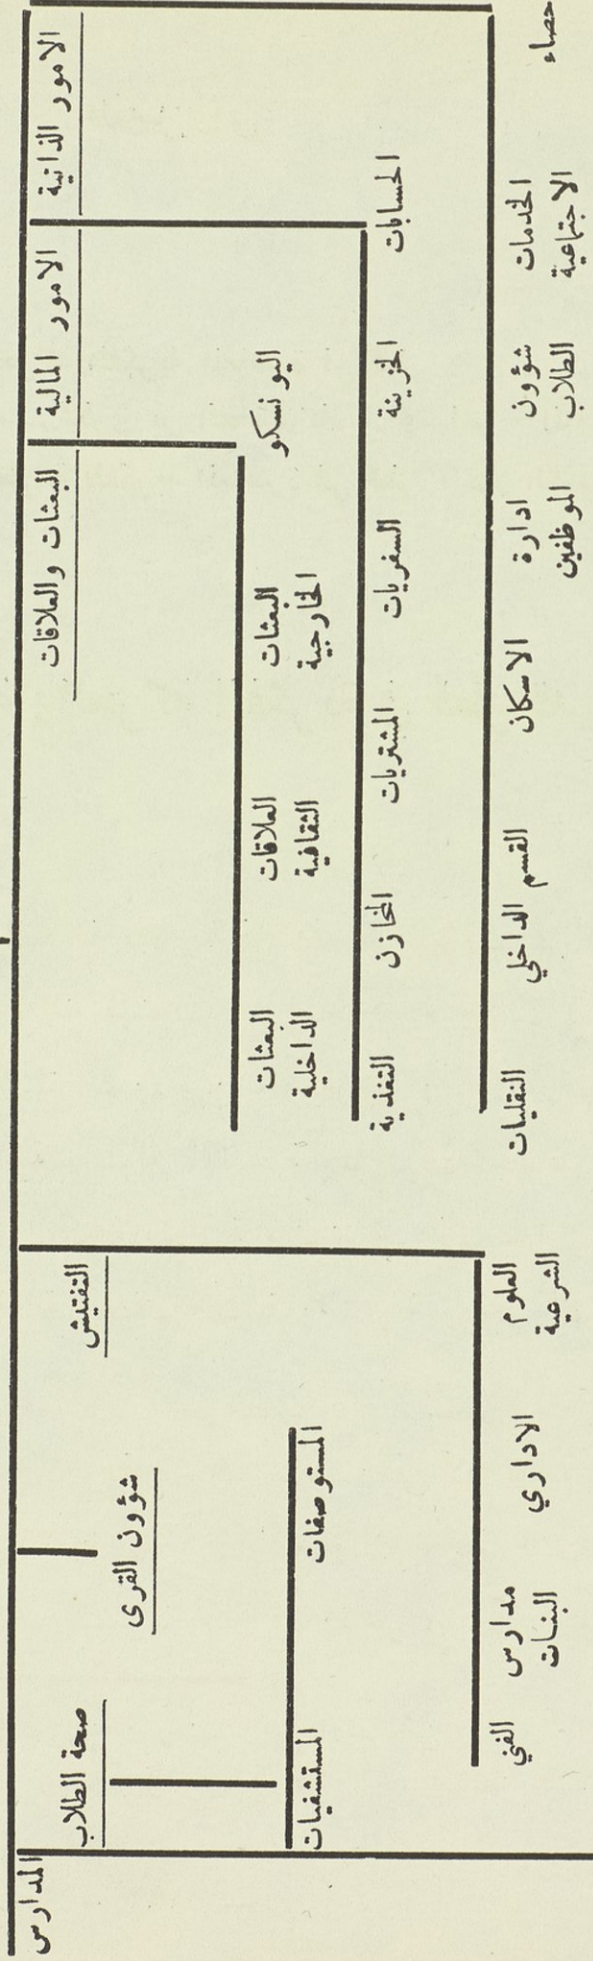 الامور الذاتية
الامور المالية
البعثات والعلاقات
التفتيش
شؤون القرى
صحة الطلاب
المدارس
اليونسكو
البعثات
الخارجية
العلاقات
الثقافية
البعثات
الداخلية
الحسابات
الخزينة
السفريات
المشتريات
المخازن
التغذية
المستوصفات
المستشفيات
حصاء
الخدمات
الاجتماعية
شؤون
الطلاب
ادارة
الموظفين
الاسكان
القسم الداخلي
النقليات
العلوم
الشرعية
الاداري
مدارس
البنات
الفني